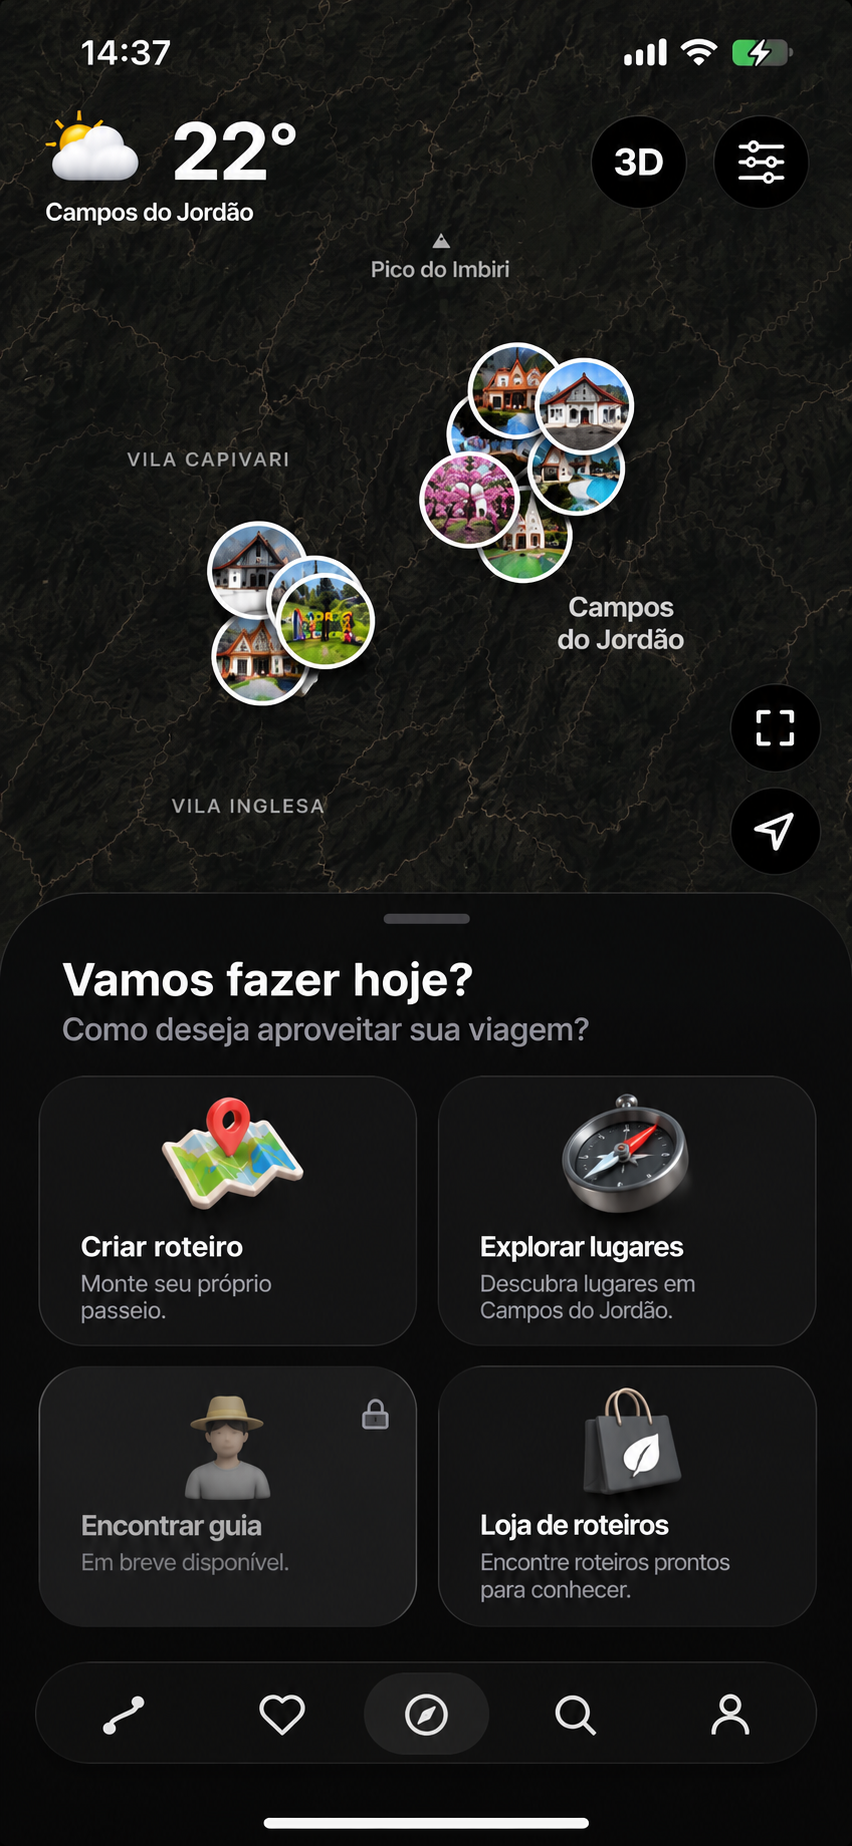 14:37
22°
3D
Campos do Jordão
Pico do Imbiri
VILA CAPIVARI
Campos
do Jordão
VILA INGLESA
Vamos fazer hoje?
Como deseja aproveitar sua viagem?
Criar roteiro
Monte seu próprio
passeio.
Explorar lugares
Descubra lugares em
Campos do Jordão.
Encontrar guia
Em breve disponível.
Loja de roteiros
Encontre roteiros prontos
para conhecer.